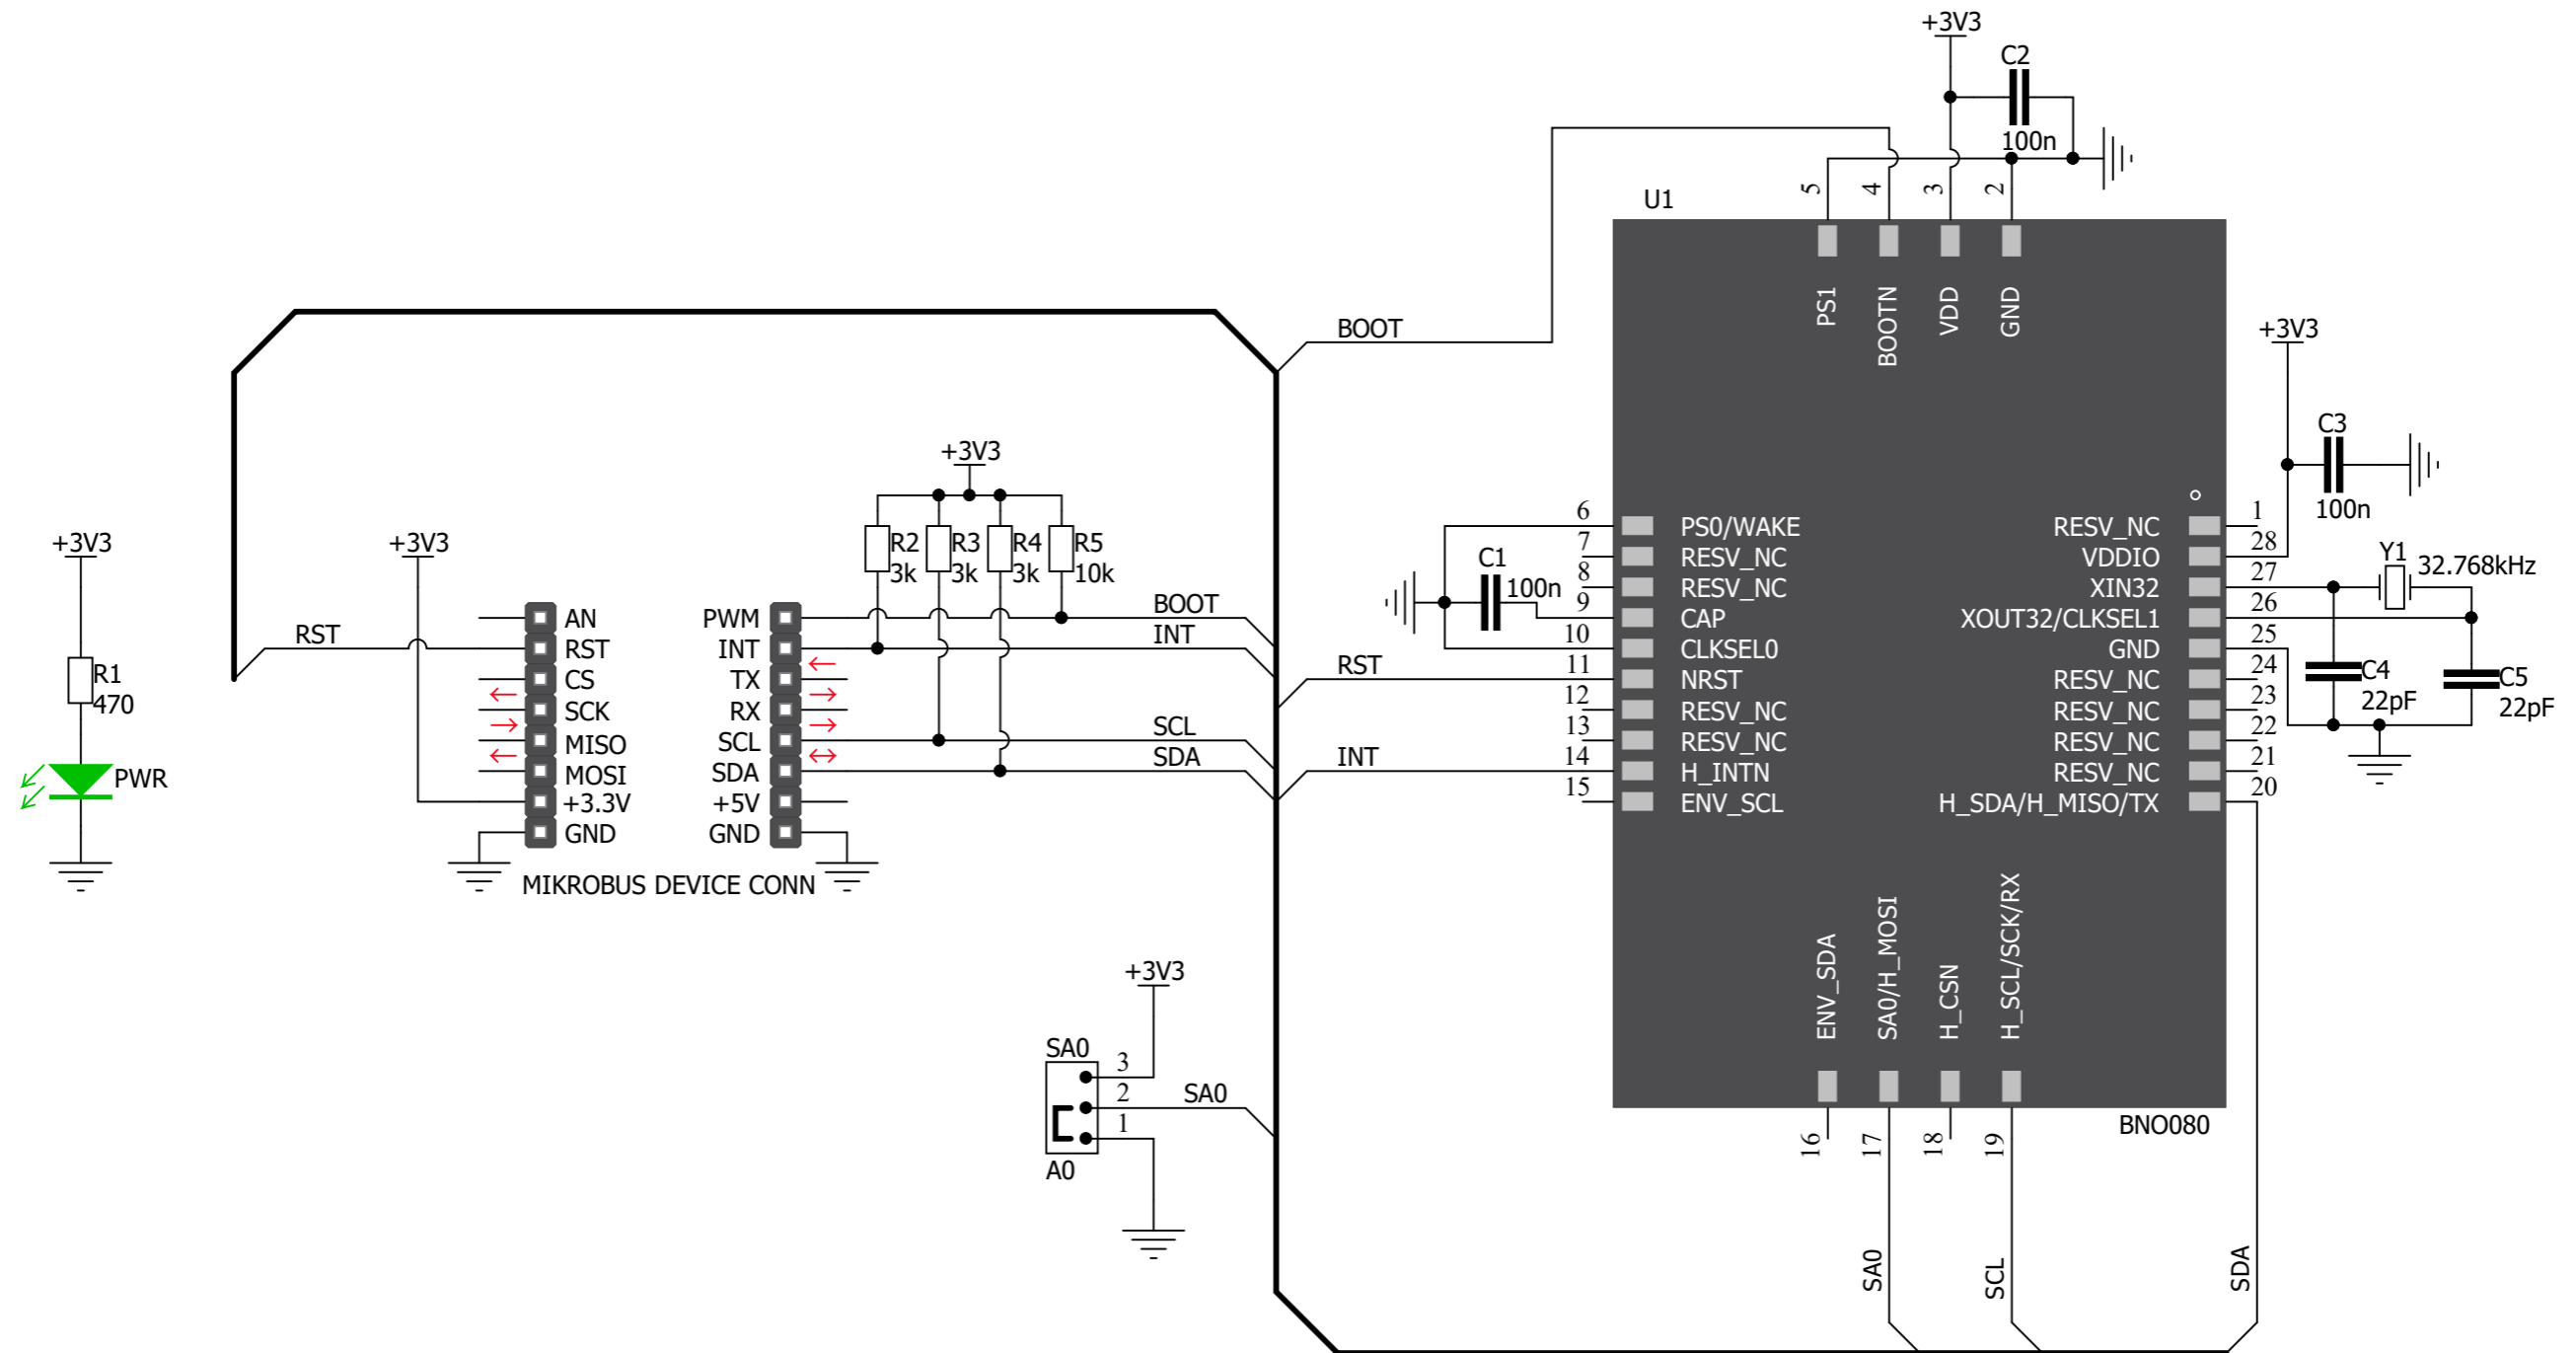 +3V3
C2
100n
5
4
3
2
U1
PS1
BOOTN
VDD
GND
BOOT
+3V3
C3
100n
+3V3
R2
3k
R3
3k
R4
3k
R5
10k
+3V3
R1
470
PWR
+3V3
RST
AN
RST
CS
SCK
MISO
MOSI
+3.3V
GND
PWM
INT
TX
RX
SCL
SDA
+5V
GND
MIKROBUS DEVICE CONN
BOOT
INT
SCL
SDA
RST
INT
C1
100n
6
7
8
9
10
11
12
13
14
15
PS0/WAKE
RESV_NC
RESV_NC
CAP
CLKSEL0
NRST
RESV_NC
RESV_NC
H_INTN
ENV_SCL
RESV_NC
VDDIO
XIN32
XOUT32/CLKSEL1
GND
RESV_NC
RESV_NC
RESV_NC
RESV_NC
H_SDA/H_MISO/TX
1
28
27
26
25
24
23
22
21
20
Y1
32.768kHz
C4
22pF
C5
22pF
ENV_SDA
SA0/H_MOSI
H_CSN
H_SCL/SCK/RX
BNO080
16
17
18
19
+3V3
SA0
3
2
1
SA0
A0
SA0
SCL
SDA